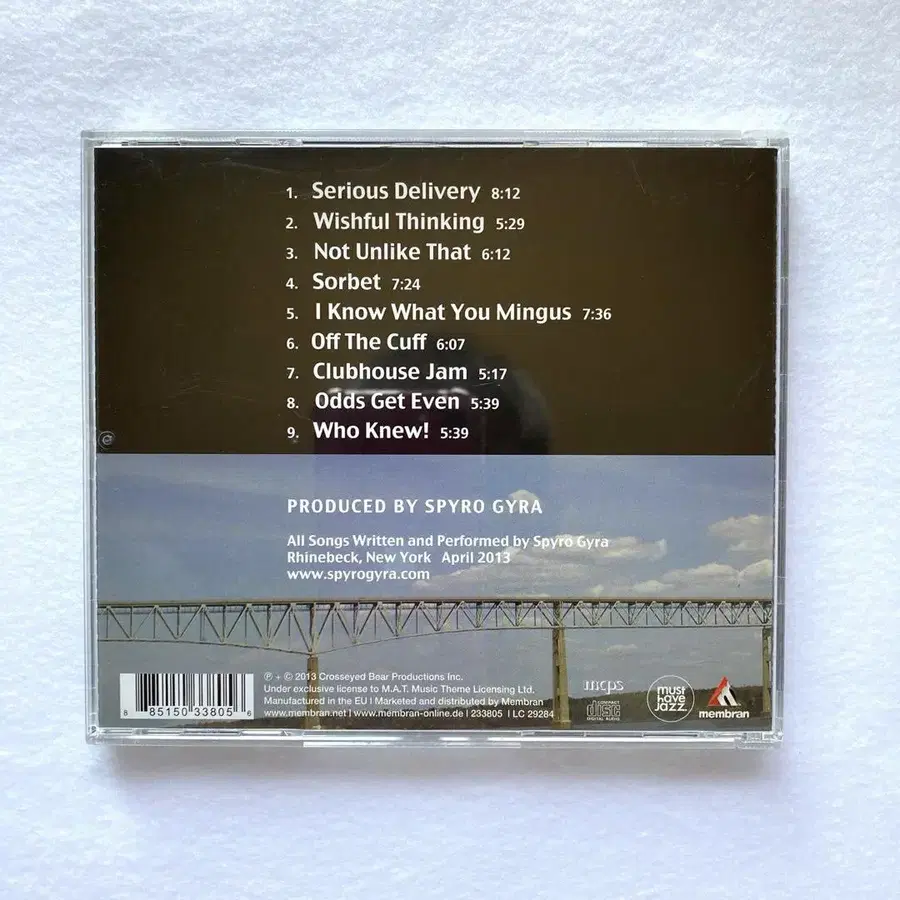 1. Serious Delivery 8:12
2. Wishful Thinking 5:29
3. Not Unlike That 6:12
4. Sorbet 7:24
5. I Know What You Mingus 7:36
6. Off The Cuff 6:07
7. Clubhouse Jam 5:17
8. Odds Get Even 5:39
9. Who Knew! 5:39
PRODUCED BY SPYRO GYRA
All Songs Written and Performed by Spyro Gyra
Rhinebeck, New York April 2013
www.spyrogyra.com
8 85150 33805 6
℗ + © 2013 Crosseyed Bear Productions Inc.
Under exclusive license to M.A.T. Music Theme Licensing Ltd.
Manufactured in the EU I Marketed and distributed by Membran
www.membran.net | www.membran-online.de | 233805 | LC 29284
mcps
COMPACT
disc
DIGITAL AUDIO
must
have
jazz.
membran